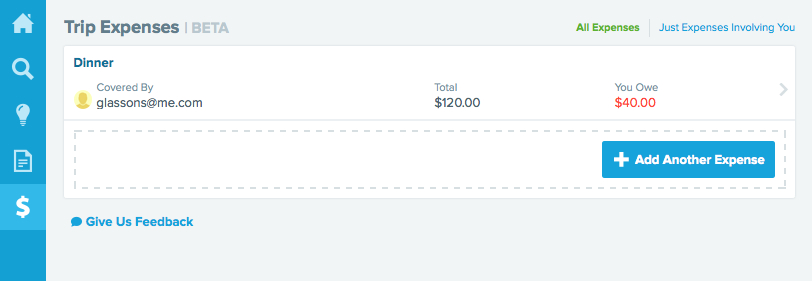 Trip Expenses | BETA
All Expenses
Just Expenses Involving You
Dinner
Covered By
glassons@me.com
Total
$120.00
You Owe
$40.00
Add Another Expense
Give Us Feedback
$